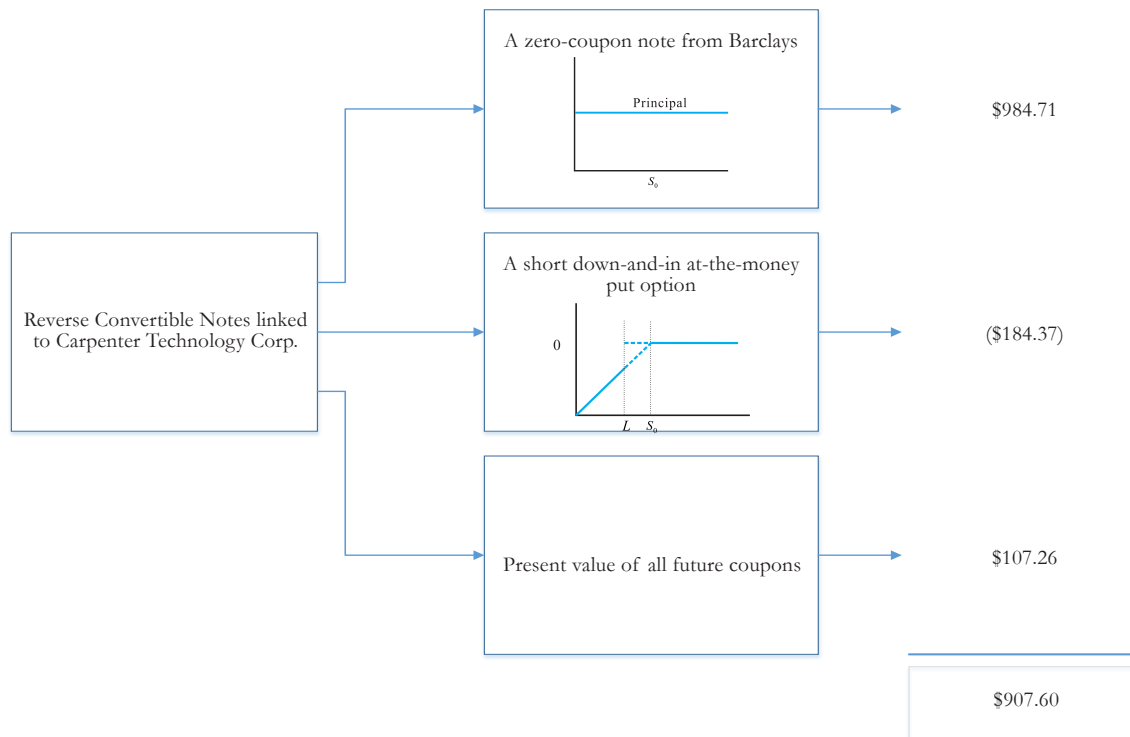 A zero-coupon note from Barclays
Principal
S₀
$984.71
Reverse Convertible Notes linked
to Carpenter Technology Corp.
A short down-and-in at-the-money
put option
0
L S₀
($184.37)
Present value of all future coupons
$107.26
$907.60